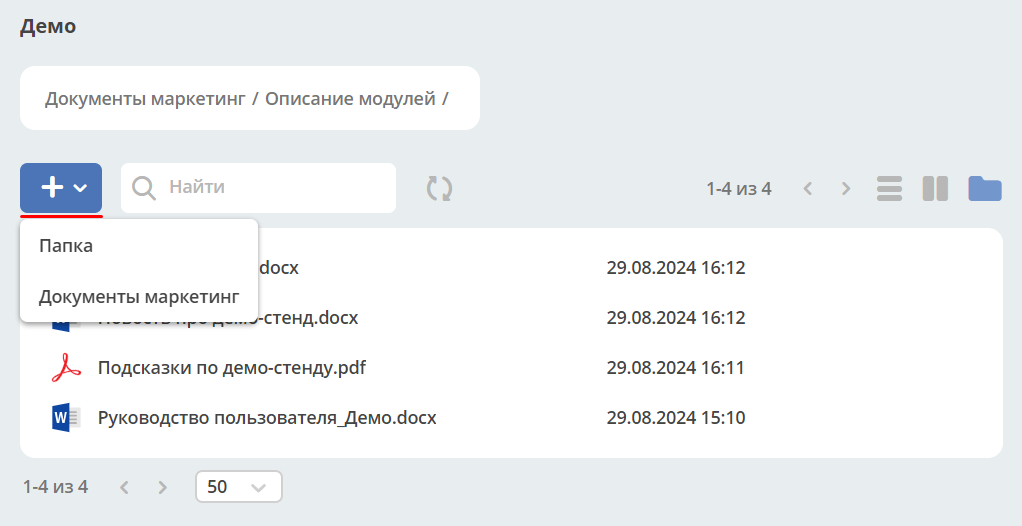 Демо
Документы маркетинг / Описание модулей /
Найти
1-4 из 4
Папка
Документы маркетинг
.docx 29.08.2024 16:12
демо-стенд.docx 29.08.2024 16:12
Подсказки по демо-стенду.pdf 29.08.2024 16:11
W Руководство пользователя_Демо.docx 29.08.2024 15:10
1-4 из 4
50